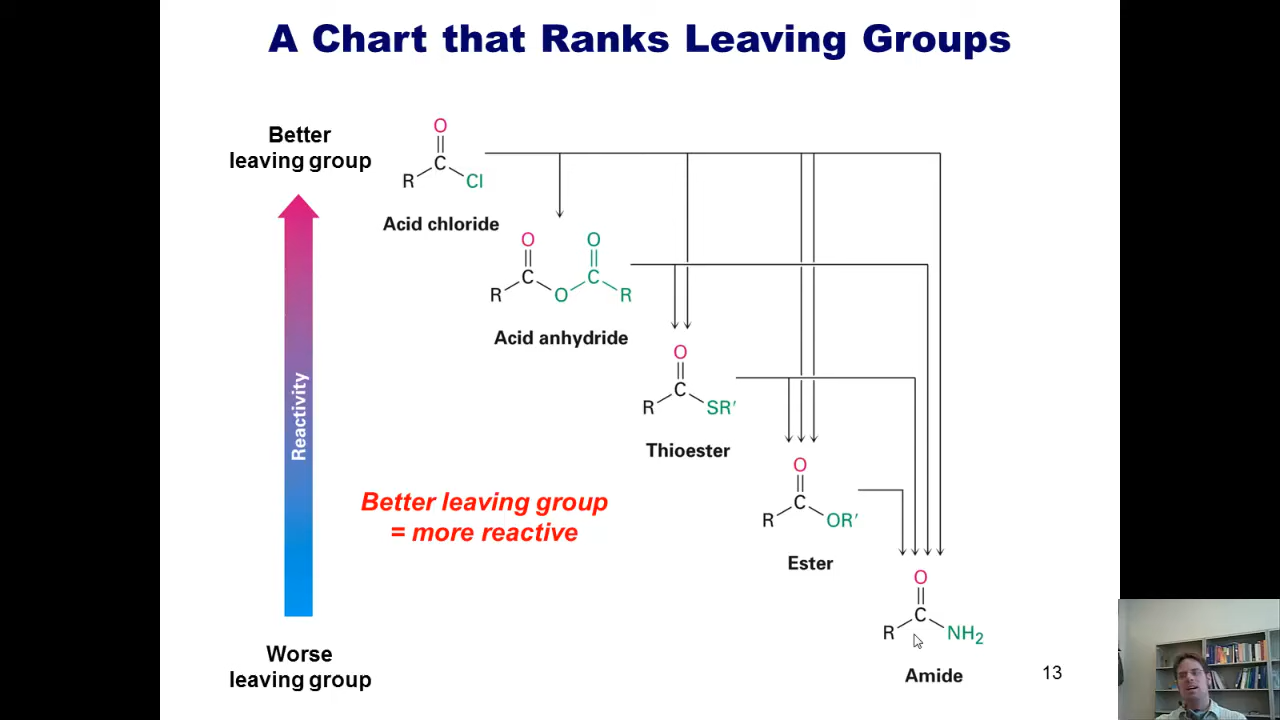 A Chart that Ranks Leaving Groups
Better
leaving group
O
C
R
Cl
Acid chloride
O
O
C
C
R
O
R
Acid anhydride
O
C
R
SR′
Thioester
Reactivity
O
C
R
OR′
Ester
Better leaving group
= more reactive
O
C
R
NH₂
Amide
Worse
leaving group
13